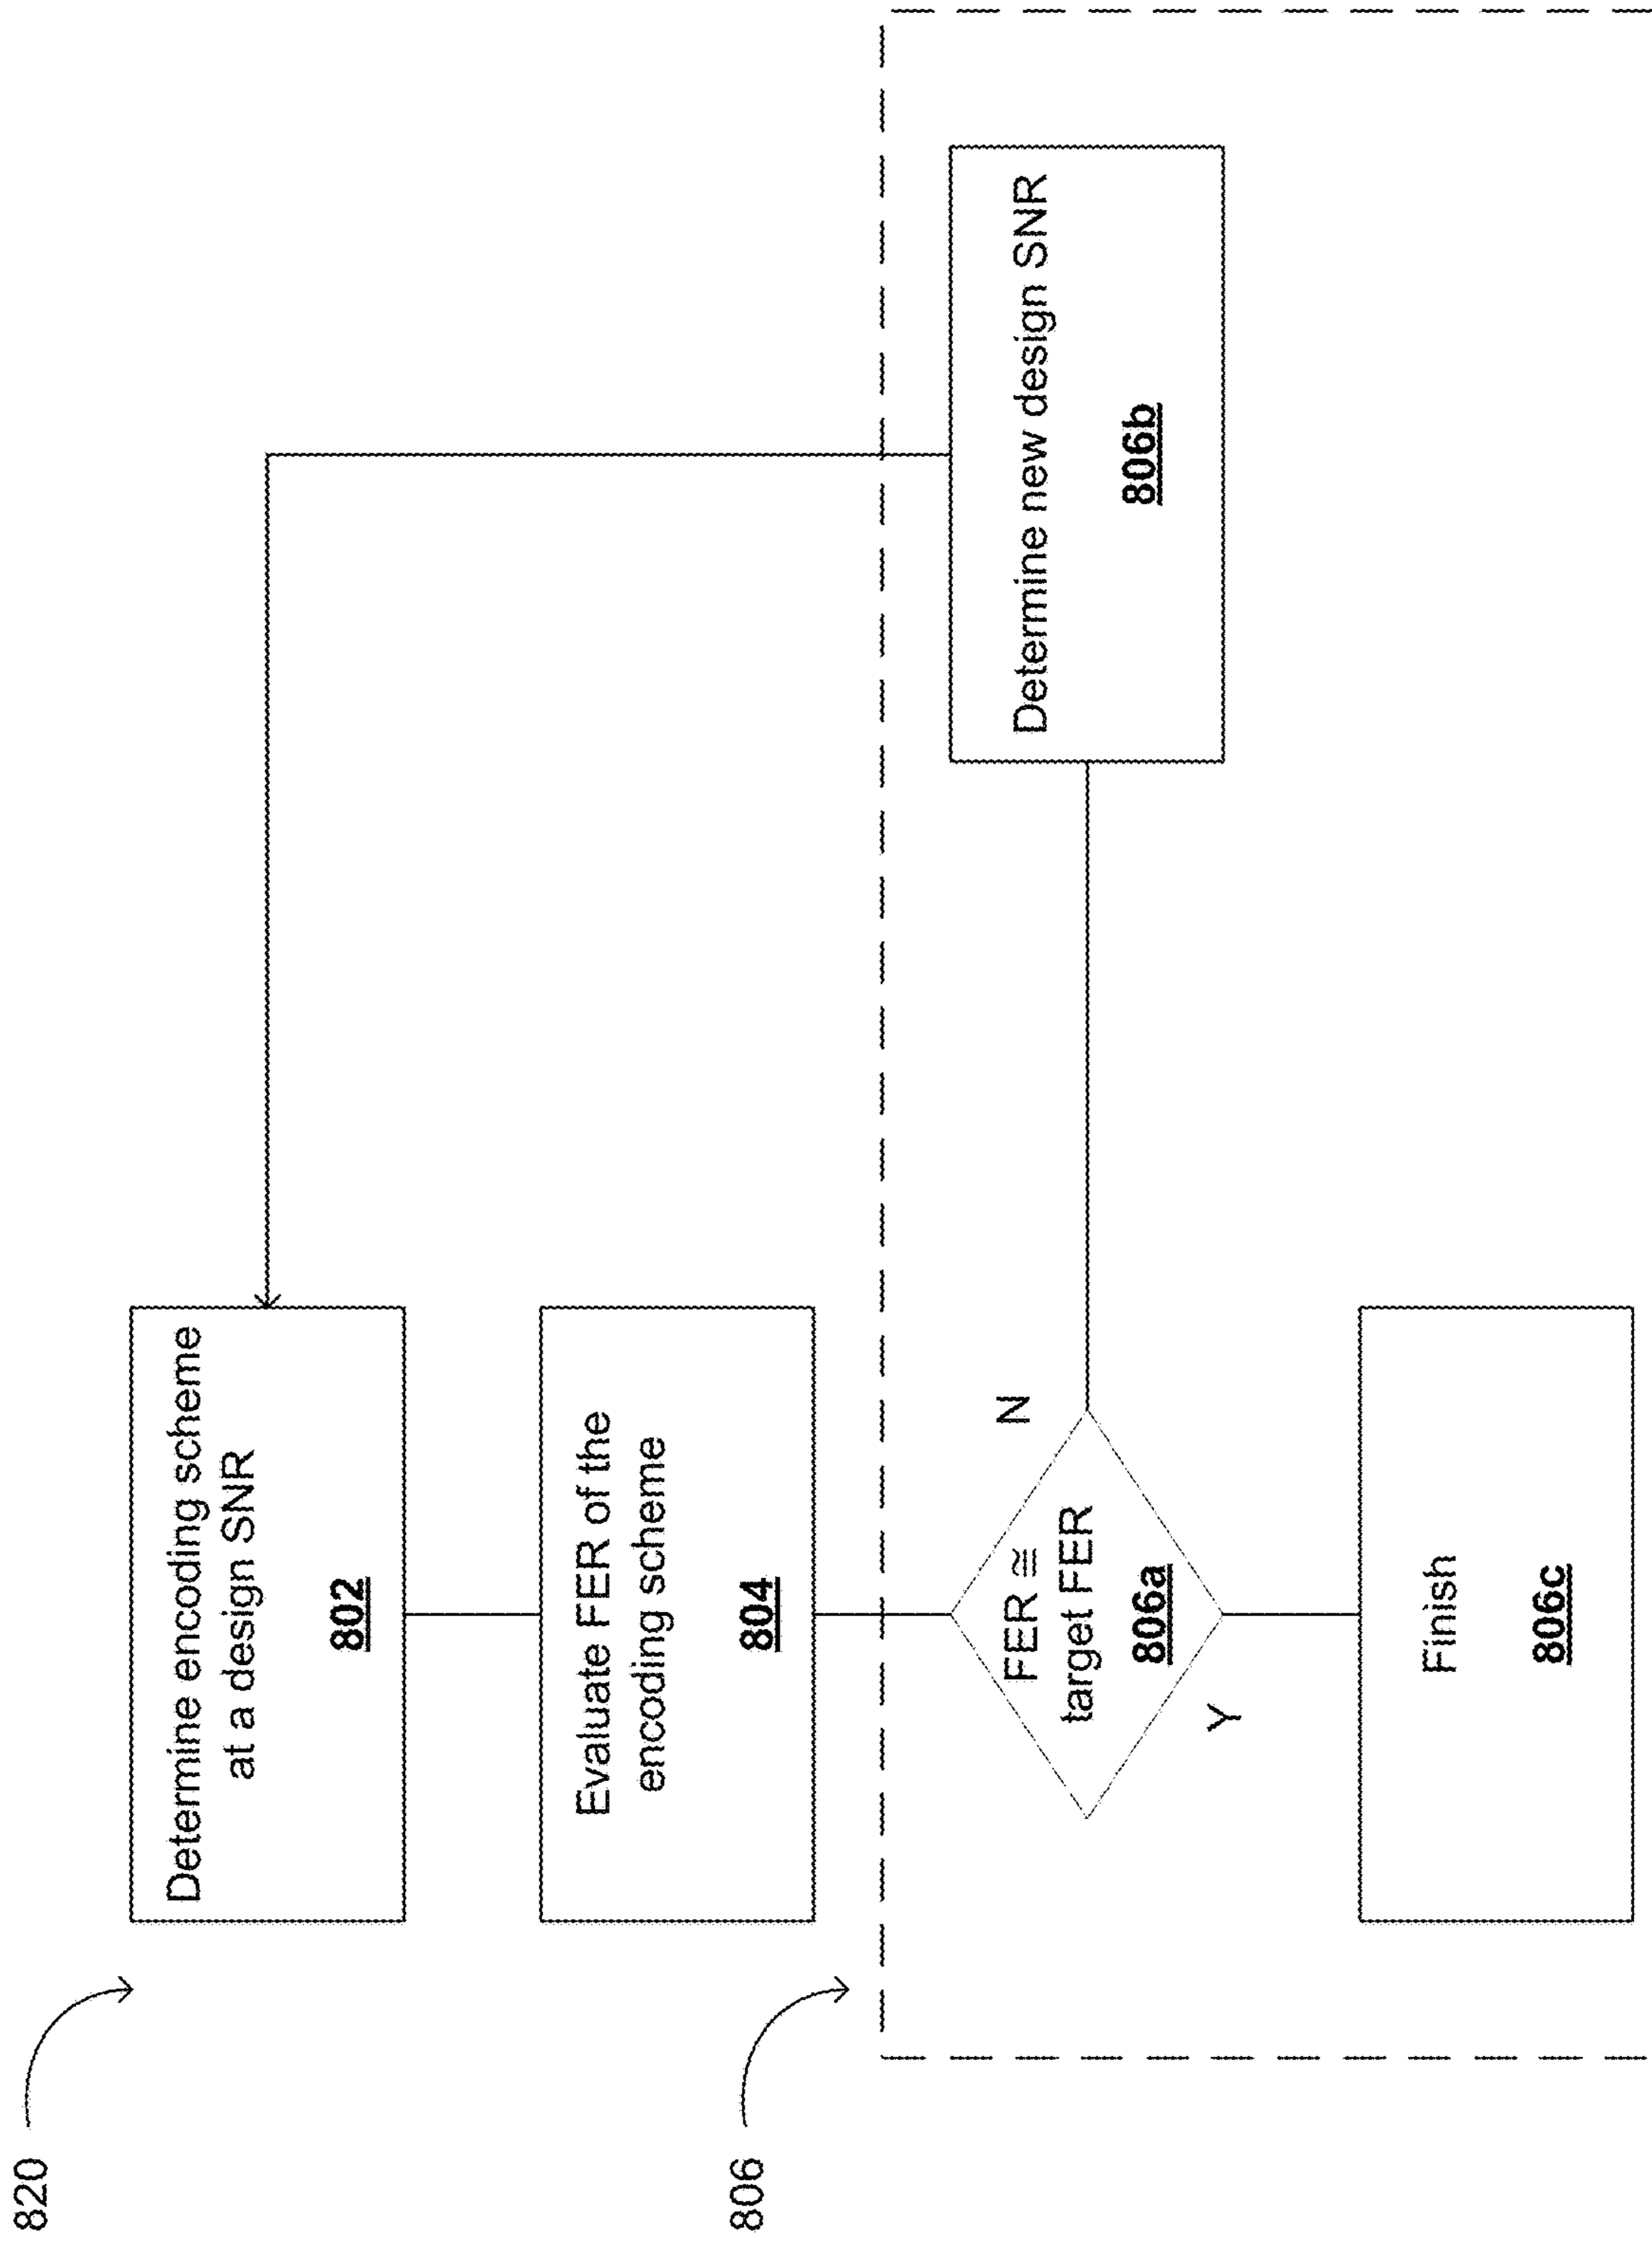 820
Determine encoding scheme
at a design SNR
802
Evaluate FER of the
encoding scheme
804
806
FER ≅
target FER
806a
N
Y
Determine new design SNR
806b
Finish
806c